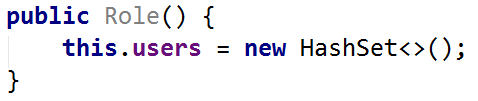 public Role() {
    this.users = new HashSet<>();
}